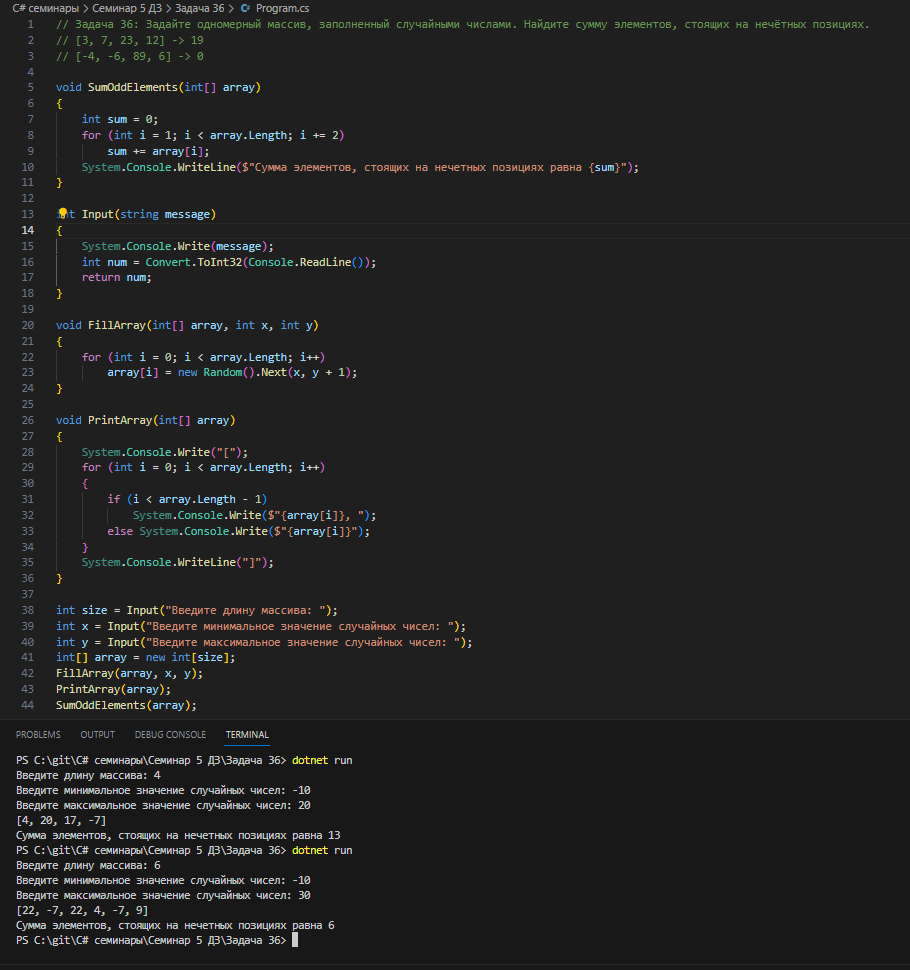 C# семинары > Семинар 5 ДЗ > Задача 36 > Program.cs
1 // Задача 36: Задайте одномерный массив, заполненный случайными числами. Найдите сумму элементов, стоящих на нечётных позициях.
2 // [3, 7, 23, 12] -> 19
3 // [-4, -6, 89, 6] -> 0
4
5 void SumOddElements(int[] array)
6 {
7     int sum = 0;
8     for (int i = 1; i < array.Length; i += 2)
9         sum += array[i];
10     System.Console.WriteLine($"Сумма элементов, стоящих на нечетных позициях равна {sum}");
11 }
12
13 int Input(string message)
14 {
15     System.Console.Write(message);
16     int num = Convert.ToInt32(Console.ReadLine());
17     return num;
18 }
19
20 void FillArray(int[] array, int x, int y)
21 {
22     for (int i = 0; i < array.Length; i++)
23         array[i] = new Random().Next(x, y + 1);
24 }
25
26 void PrintArray(int[] array)
27 {
28     System.Console.Write("[");
29     for (int i = 0; i < array.Length; i++)
30     {
31         if (i < array.Length - 1)
32             System.Console.Write($"{array[i]}, ");
33         else System.Console.Write($"{array[i]}");
34     }
35     System.Console.WriteLine("]");
36 }
37
38 int size = Input("Введите длину массива: ");
39 int x = Input("Введите минимальное значение случайных чисел: ");
40 int y = Input("Введите максимальное значение случайных чисел: ");
41 int[] array = new int[size];
42 FillArray(array, x, y);
43 PrintArray(array);
44 SumOddElements(array);
PROBLEMS OUTPUT DEBUG CONSOLE TERMINAL
PS C:\git\C# семинары\Семинар 5 ДЗ\Задача 36> dotnet run
Введите длину массива: 4
Введите минимальное значение случайных чисел: -10
Введите максимальное значение случайных чисел: 20
[4, 20, 17, -7]
Сумма элементов, стоящих на нечетных позициях равна 13
PS C:\git\C# семинары\Семинар 5 ДЗ\Задача 36> dotnet run
Введите длину массива: 6
Введите минимальное значение случайных чисел: -10
Введите максимальное значение случайных чисел: 30
[22, -7, 22, 4, -7, 9]
Сумма элементов, стоящих на нечетных позициях равна 6
PS C:\git\C# семинары\Семинар 5 ДЗ\Задача 36>